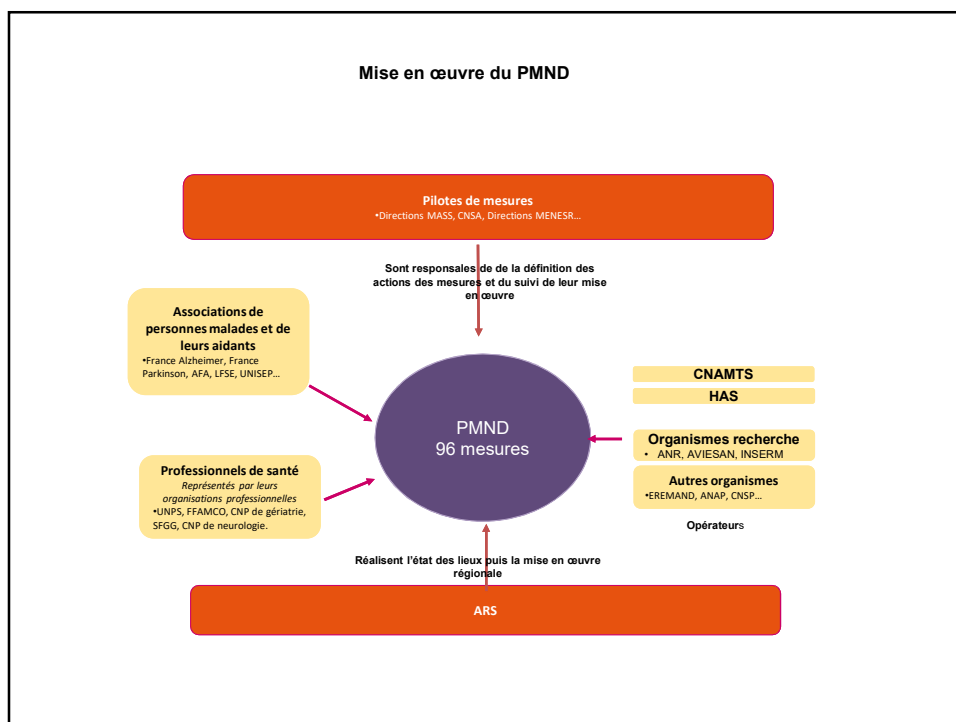 Mise en œuvre du PMND
Pilotes de mesures
•Directions MASS, CNSA, Directions MENESR…
Sont responsales de de la définition des
actions des mesures et du suivi de leur mise
en œuvre
Associations de
personnes malades et de
leurs aidants
•France Alzheimer, France
Parkinson, AFA, LFSE, UNISEP…
CNAMTS
HAS
PMND
96 mesures
Organismes recherche
• ANR, AVIESAN, INSERM
Professionnels de santé
Représentés par leurs
organisations professionnelles
•UNPS, FFAMCO, CNP de gériatrie,
SFGG, CNP de neurologie.
Autres organismes
•EREMAND, ANAP, CNSP…
Opérateurs
Réalisent l'état des lieux puis la mise en œuvre
régionale
ARS